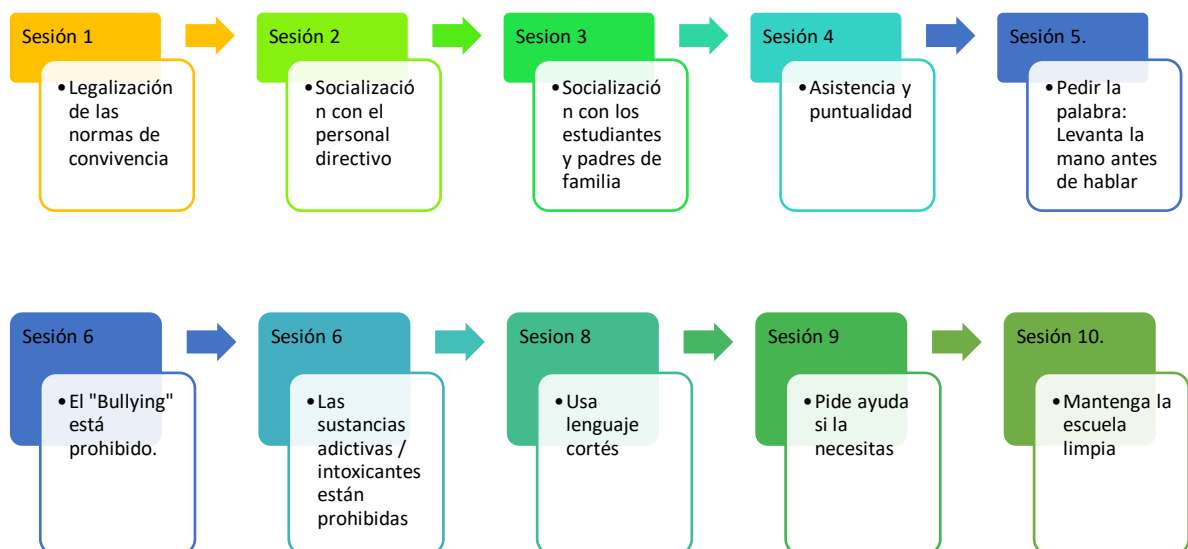 Sesión 1
• Legalización
de las
normas de
convivencia
Sesión 2
• Socializació
n con el
personal
directivo
Sesion 3
• Socializació
n con los
estudiantes
y padres de
familia
Sesión 4
• Asistencia y
puntualidad
Sesión 5.
• Pedir la
palabra:
Levanta la
mano antes
de hablar
Sesión 6
• El "Bullying"
está
prohibido.
Sesión 6
• Las
sustancias
adictivas /
intoxicantes
están
prohibidas
Sesion 8
• Usa
lenguaje
cortés
Sesión 9
• Pide ayuda
si la
necesitas
Sesión 10.
• Mantenga la
escuela
limpia